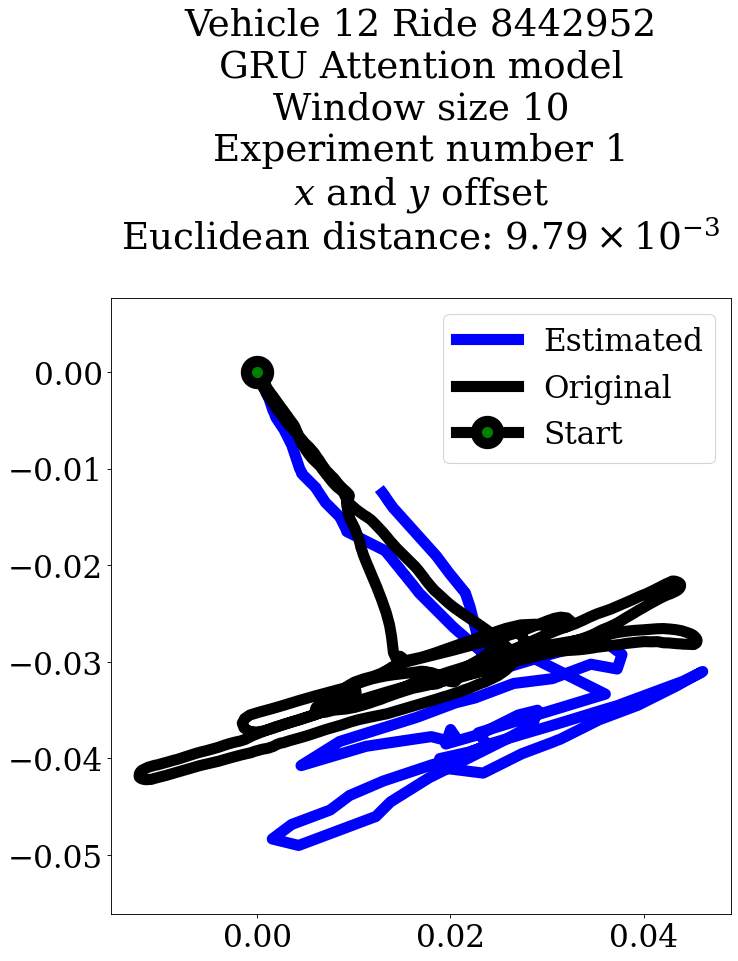 Vehicle 12 Ride 8442952
GRU Attention model
Window size 10
Experiment number 1
x and y offset
Euclidean distance: 9.79 × 10⁻³
Estimated
Original
Start
0.00
−0.01
−0.02
−0.03
−0.04
−0.05
0.00 0.02 0.04